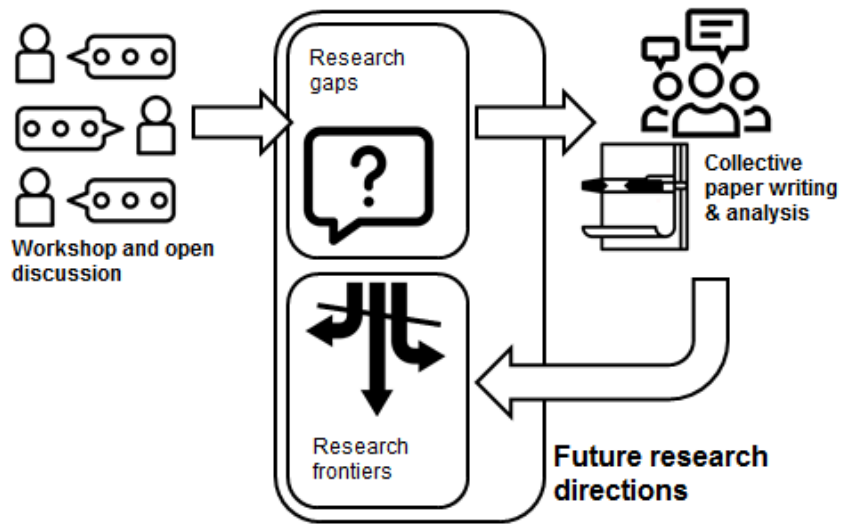 Research
gaps
?
Collective
paper writing
& analysis
Workshop and open
discussion
Research
frontiers
Future research
directions